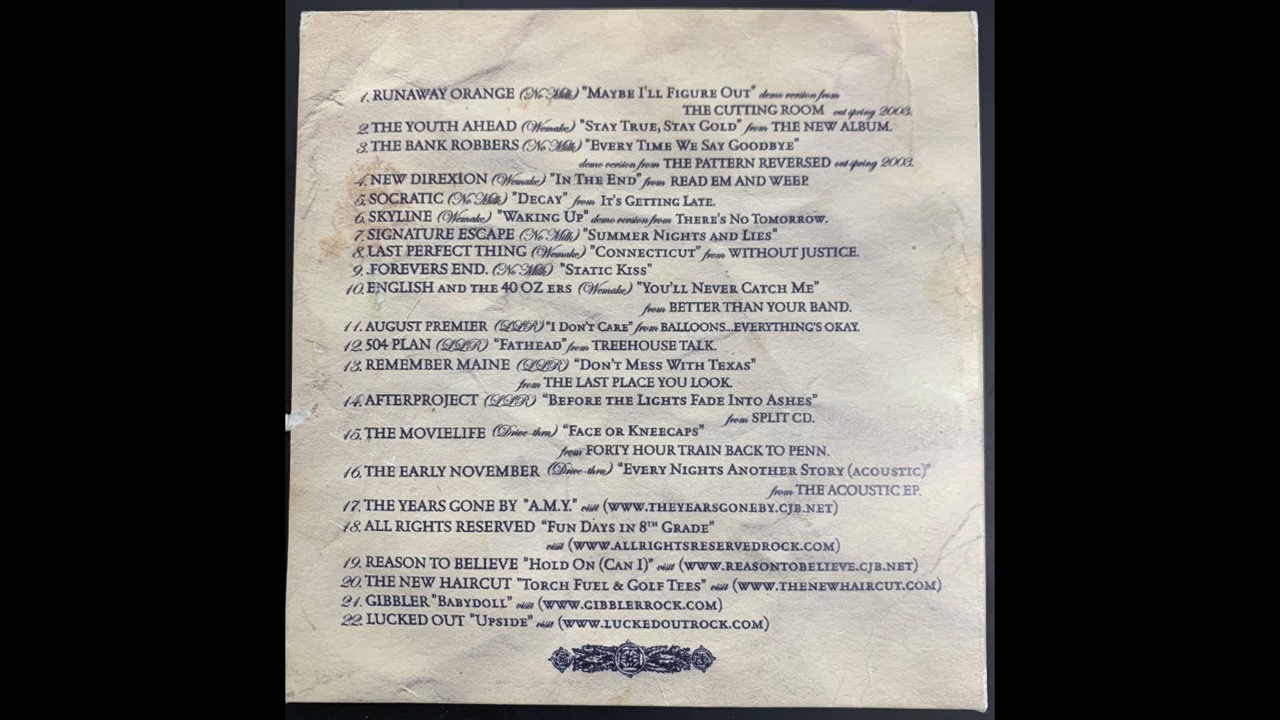 1. RUNAWAY ORANGE (No Milk) "MAYBE I'LL FIGURE OUT" demo version from
THE CUTTING ROOM out spring 2003.
2. THE YOUTH AHEAD (Wemake) "STAY TRUE, STAY GOLD" from THE NEW ALBUM.
3. THE BANK ROBBERS (No Milk) "EVERY TIME WE SAY GOODBYE"
demo version from THE PATTERN REVERSED out spring 2003.
4. NEW DIREXION (Wemake) "IN THE END" from READ EM AND WEEP.
5. SOCRATIC (No Milk) "DECAY" from IT'S GETTING LATE.
6. SKYLINE (Wemake) "WAKING UP" demo version from THERE'S NO TOMORROW.
7. SIGNATURE ESCAPE (No Milk) "SUMMER NIGHTS AND LIES"
8. LAST PERFECT THING (Wemake) "CONNECTICUT" from WITHOUT JUSTICE.
9. FOREVERS END. (No Milk) "STATIC KISS"
10. ENGLISH AND THE 40 OZ ERS (Wemake) "YOU'LL NEVER CATCH ME"
from BETTER THAN YOUR BAND.
11. AUGUST PREMIER (LLR) "I DON'T CARE" from BALLOONS...EVERYTHING'S OKAY.
12. 504 PLAN (LLR) "FATHEAD" from TREEHOUSE TALK.
13. REMEMBER MAINE (LLR) "DON'T MESS WITH TEXAS"
from THE LAST PLACE YOU LOOK.
14. AFTERPROJECT (LLR) "BEFORE THE LIGHTS FADE INTO ASHES"
from SPLIT CD.
15. THE MOVIELIFE (Drive-thru) "FACE OR KNEECAPS"
from FORTY HOUR TRAIN BACK TO PENN.
16. THE EARLY NOVEMBER (Drive-thru) "EVERY NIGHTS ANOTHER STORY (ACOUSTIC)"
from THE ACOUSTIC EP.
17. THE YEARS GONE BY "A.M.Y." visit (WWW.THEYEARSGONEBY.CJB.NET)
18. ALL RIGHTS RESERVED "FUN DAYS IN 8TH GRADE"
visit (WWW.ALLRIGHTSRESERVEDROCK.COM)
19. REASON TO BELIEVE "HOLD ON (CAN I)" visit (WWW.REASONTOBELIEVE.CJB.NET)
20. THE NEW HAIRCUT "TORCH FUEL & GOLF TEES" visit (WWW.THENEWHAIRCUT.COM)
21. GIBBLER "BABYDOLL" visit (WWW.GIBBLERROCK.COM)
22. LUCKED OUT "UPSIDE" visit (WWW.LUCKEDOUTROCK.COM)